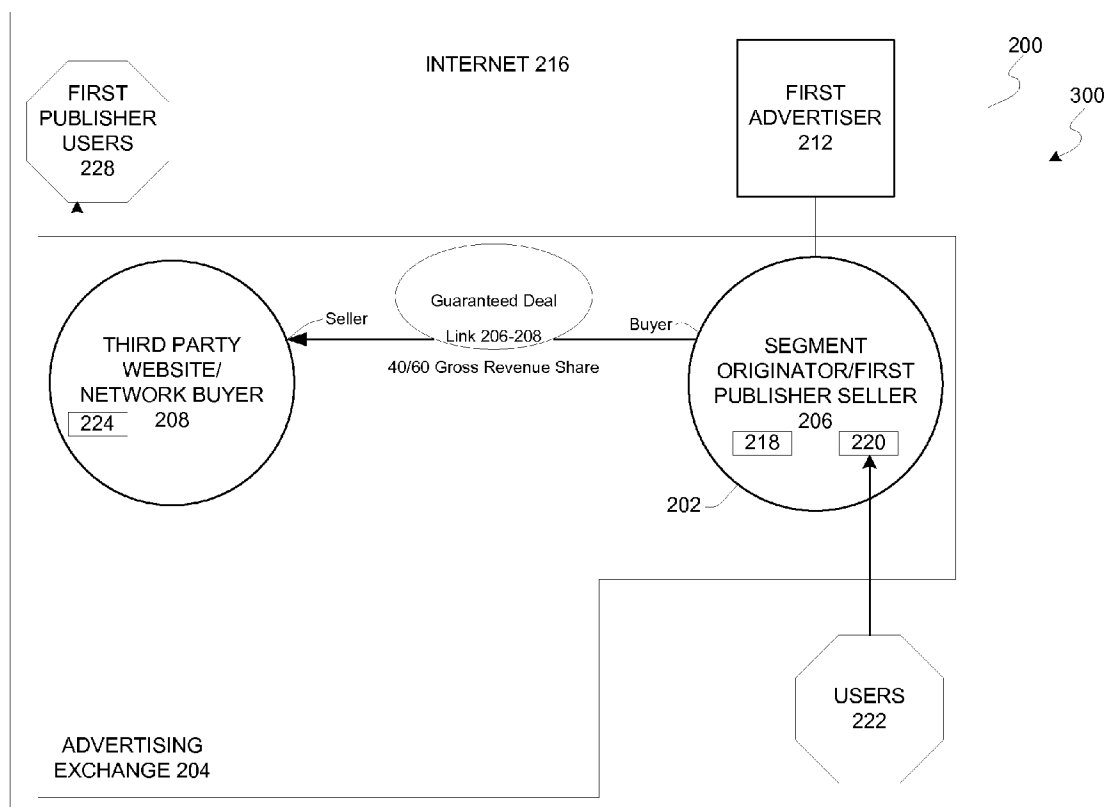 INTERNET 216
200
300
FIRST
PUBLISHER
USERS
228
FIRST
ADVERTISER
212
Guaranteed Deal
Link 206-208
Seller
Buyer
40/60 Gross Revenue Share
THIRD PARTY
WEBSITE/
NETWORK BUYER
208
224
SEGMENT
ORIGINATOR/FIRST
PUBLISHER SELLER
206
218
220
202
USERS
222
ADVERTISING
EXCHANGE 204